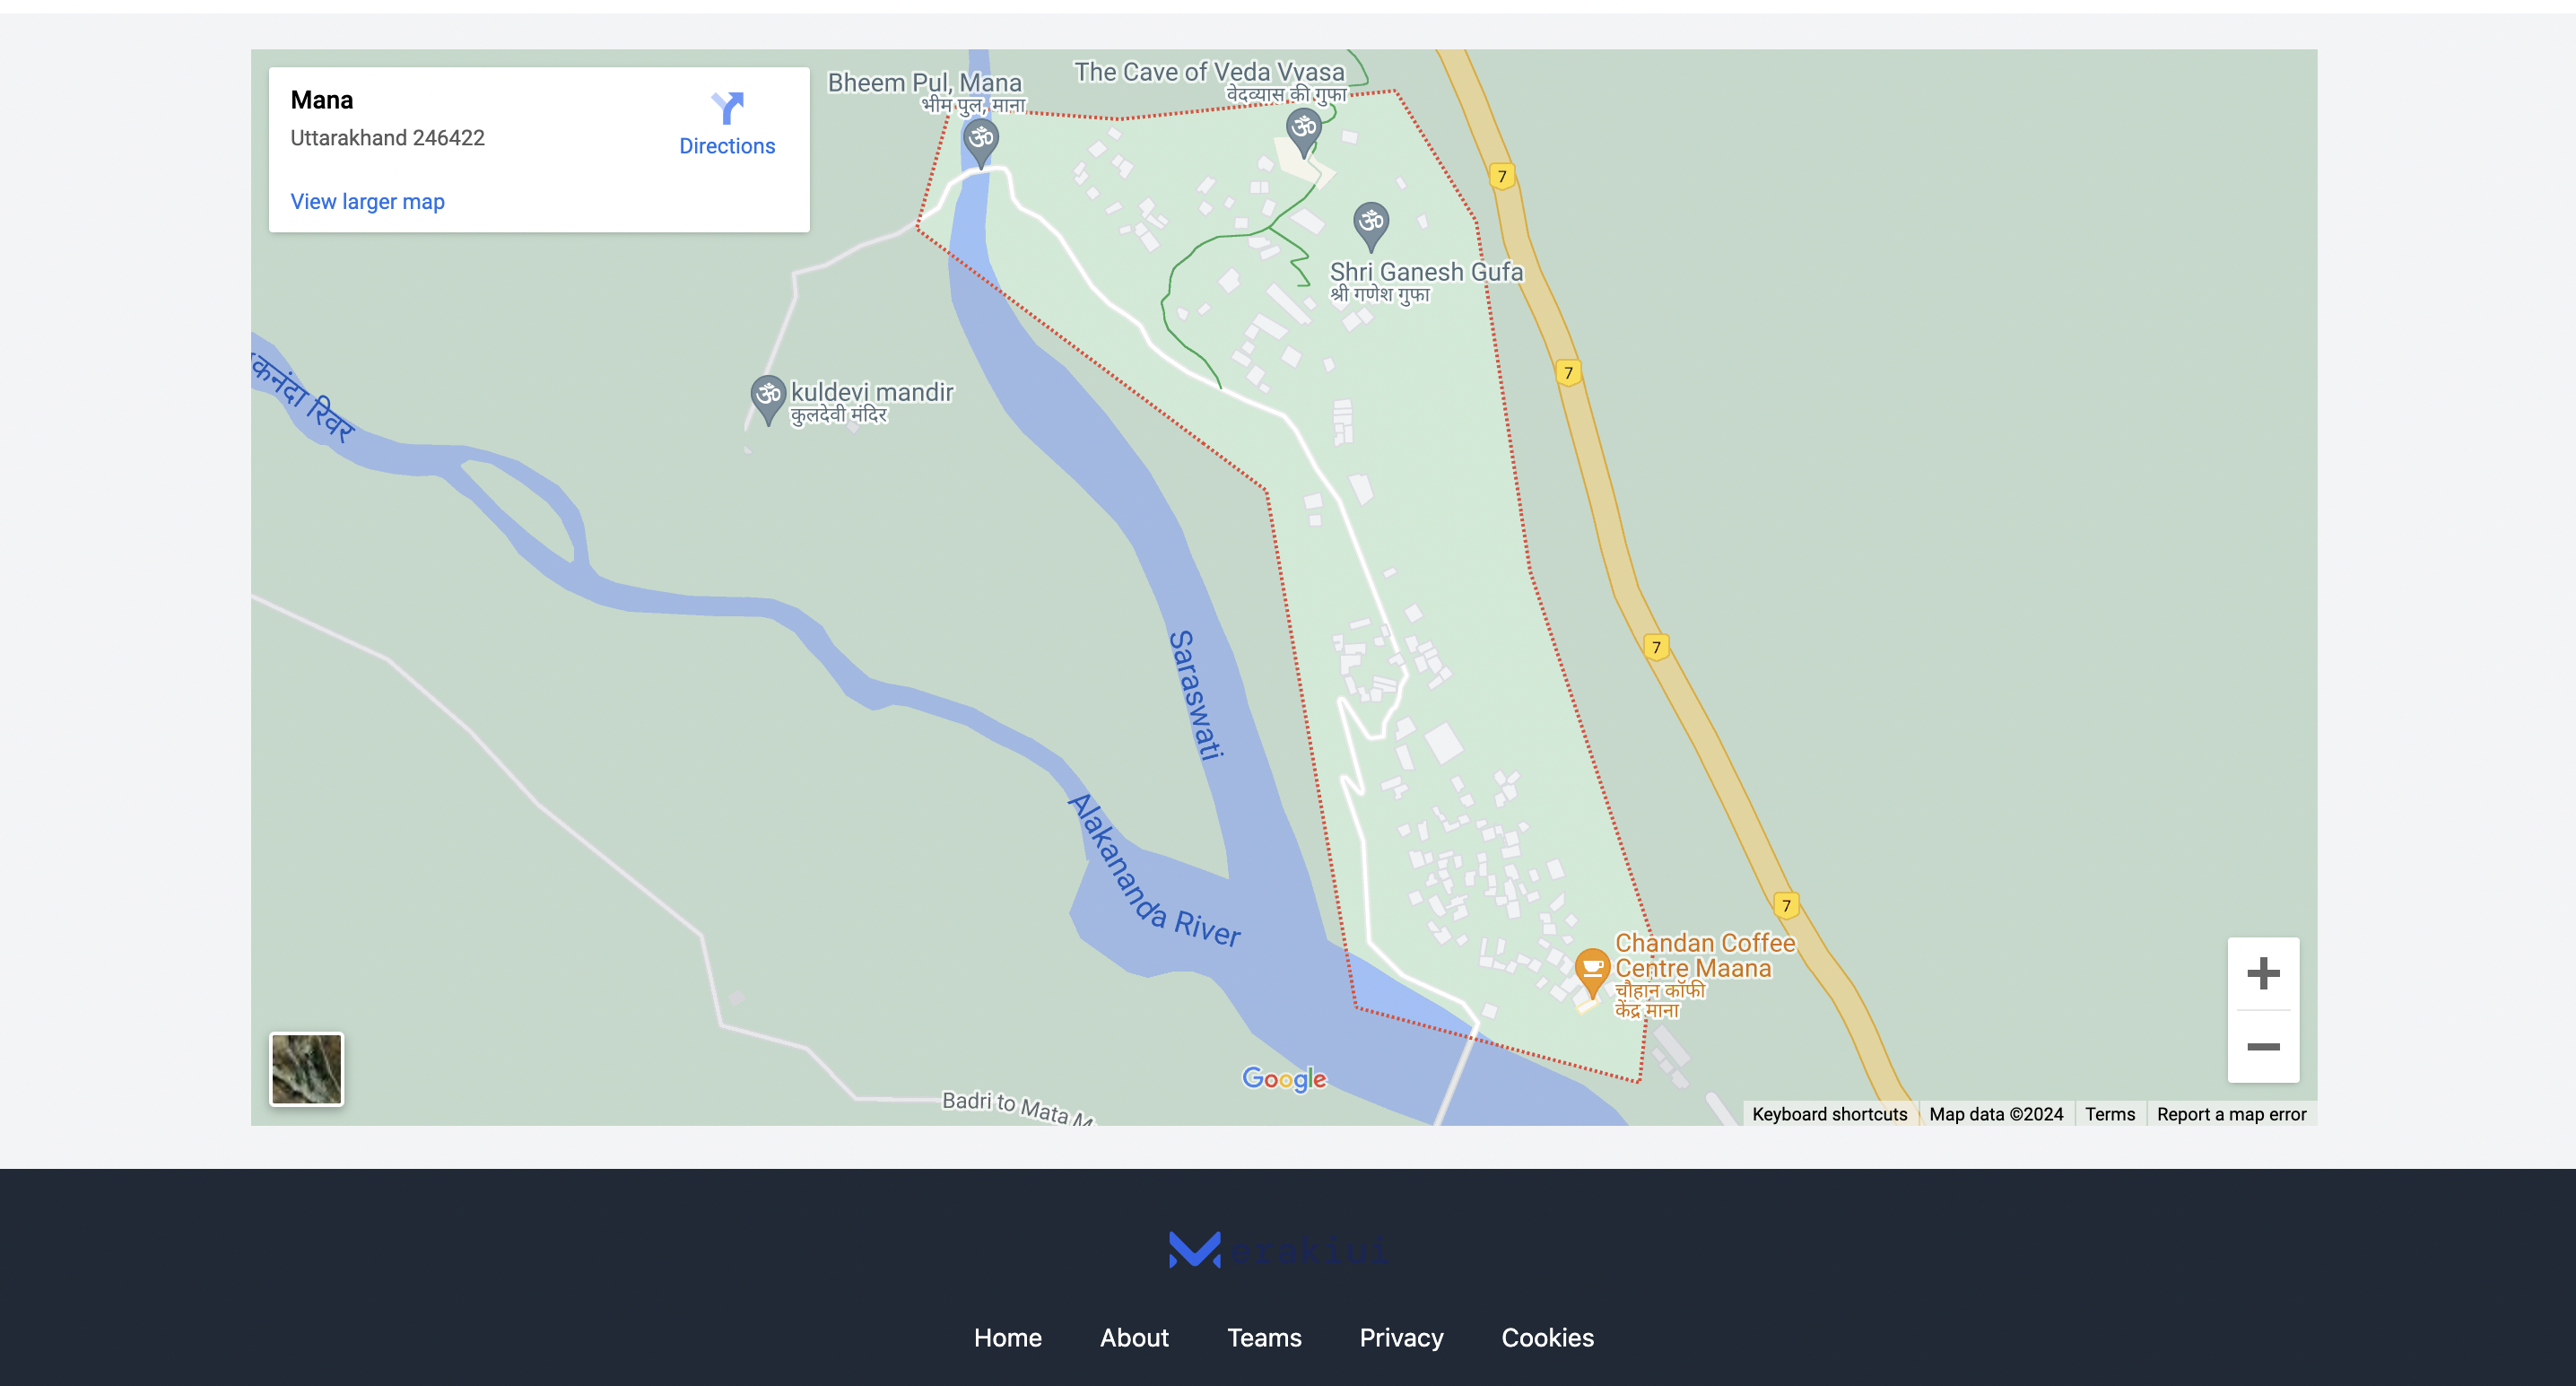 Mana
Uttarakhand 246422
Directions
View larger map
Bheem Pul, Mana
भीम पुल, माना
The Cave of Veda Vyasa
वेदव्यास की गुफा
7
Shri Ganesh Gufa
श्री गणेश गुफा
7
kuldevi mandir
कुलदेवी मंदिर
रिवर
7
Saraswati
Alakananda River
7
Chandan Coffee
Centre Maana
चौहान कॉफी
केंद्र माना
Google
Badri to Mata M
Keyboard shortcuts
Map data ©2024
Terms
Report a map error
erskiui
Home
About
Teams
Privacy
Cookies